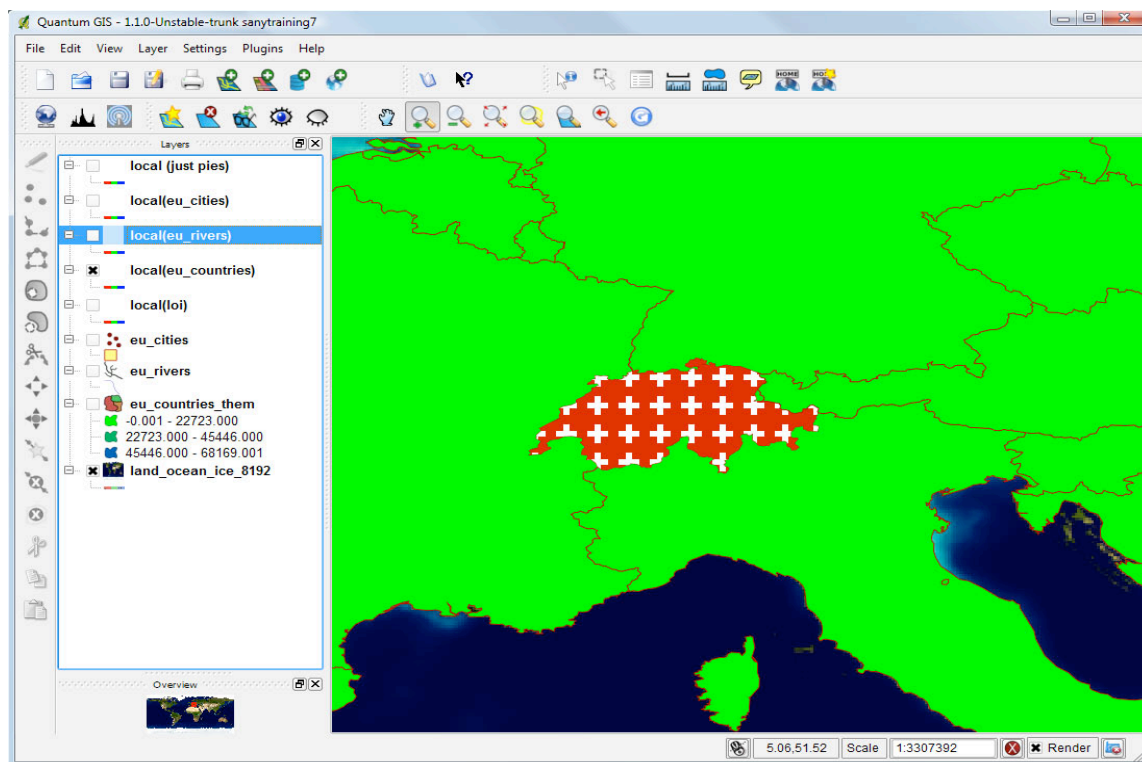 Quantum GIS - 1.1.0-Unstable-trunk sanytraining7
File Edit View Layer Settings Plugins Help
HOME HO
Layers
local (just pies)
local(eu_cities)
local(eu_rivers)
local(eu_countries)
local(loi)
eu_cities
eu_rivers
eu_countries_them
-0.001 - 22723.000
22723.000 - 45446.000
45446.000 - 68169.001
land_ocean_ice_8192
Overview
5.06,51.52 Scale 1:3307392 Render